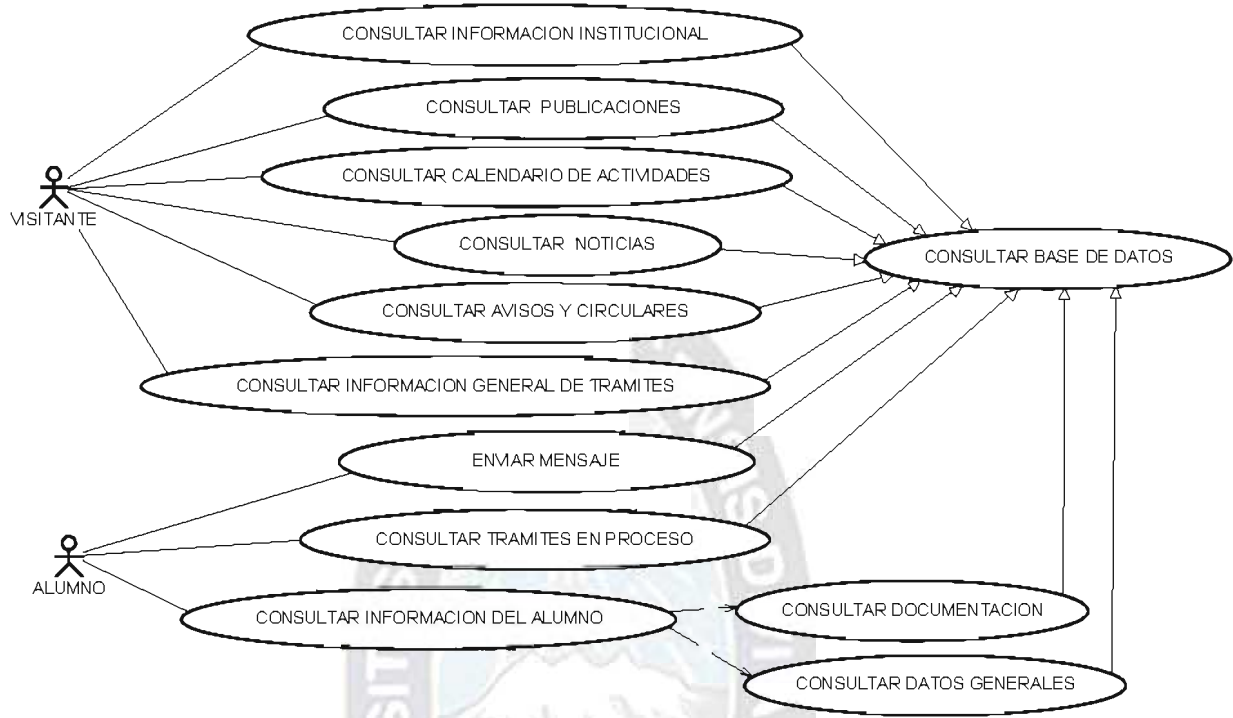 CONSULTAR INFORMACION INSTITUCIONAL
CONSULTAR PUBLICACIONES
CONSULTAR CALENDARIO DE ACTIVIDADES
VISITANTE
CONSULTAR NOTICIAS
CONSULTAR BASE DE DATOS
CONSULTAR AVISOS Y CIRCULARES
CONSULTAR INFORMACION GENERAL DE TRAMITES
ENVIAR MENSAJE
CONSULTAR TRAMITES EN PROCESO
ALUMNO
CONSULTAR INFORMACION DEL ALUMNO
CONSULTAR DOCUMENTACION
CONSULTAR DATOS GENERALES